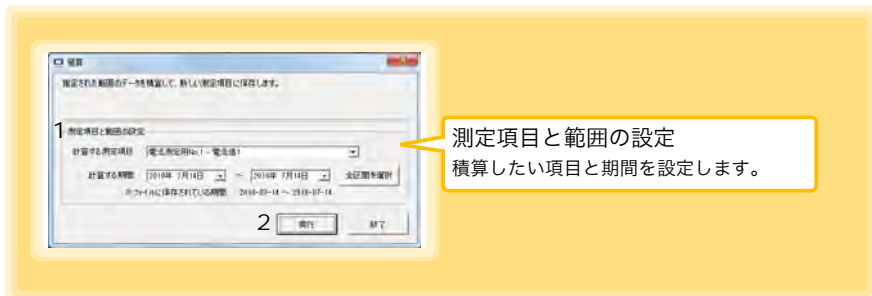 積算
指定された範囲のデータを積算して、新しい測定項目に保存します。
1
測定項目と範囲の設定
計算する測定項目 電流測定用No.1 - 電流値1
計算する期間 2010年 7月14日 ～ 2010年 7月14日 全区間を選択
※ファイルに保存されている期間 2010-07-14 ～ 2010-07-14
2 実行 終了
測定項目と範囲の設定
積算したい項目と期間を設定します。